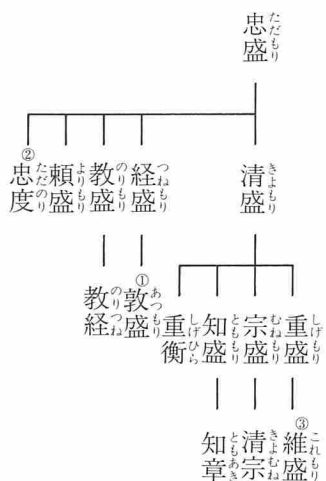 忠盛 ただもり
清盛 きよもり
経盛 つねもり
教盛 のりもり
頼盛 よりもり
② 忠度 ただのり
重盛 しげもり
宗盛 むねもり
知盛 とももり
重衡 しげひら
① 敦盛 あつもり
教経 のりつね
③ 維盛 これもり
清宗 きよむね
知章 ともあき